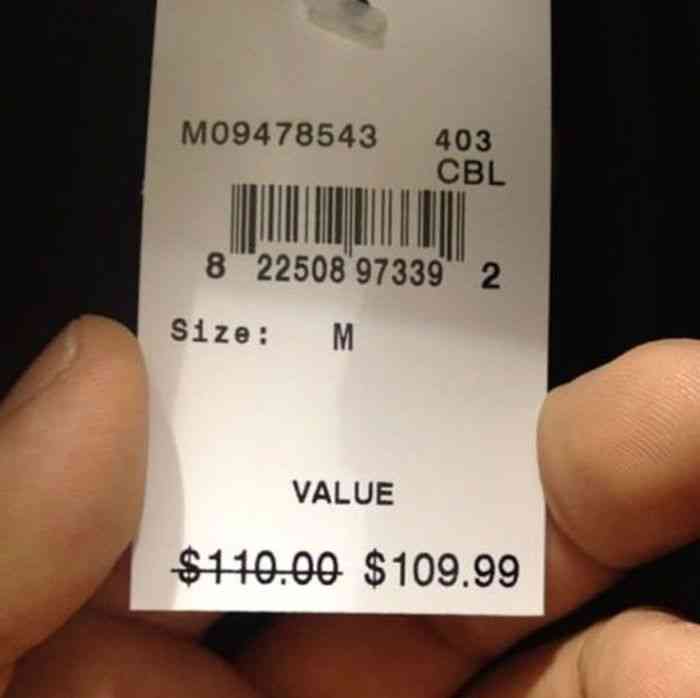 M09478543 403
CBL
8 22508 97339 2
Size: M
VALUE
$110.00 $109.99